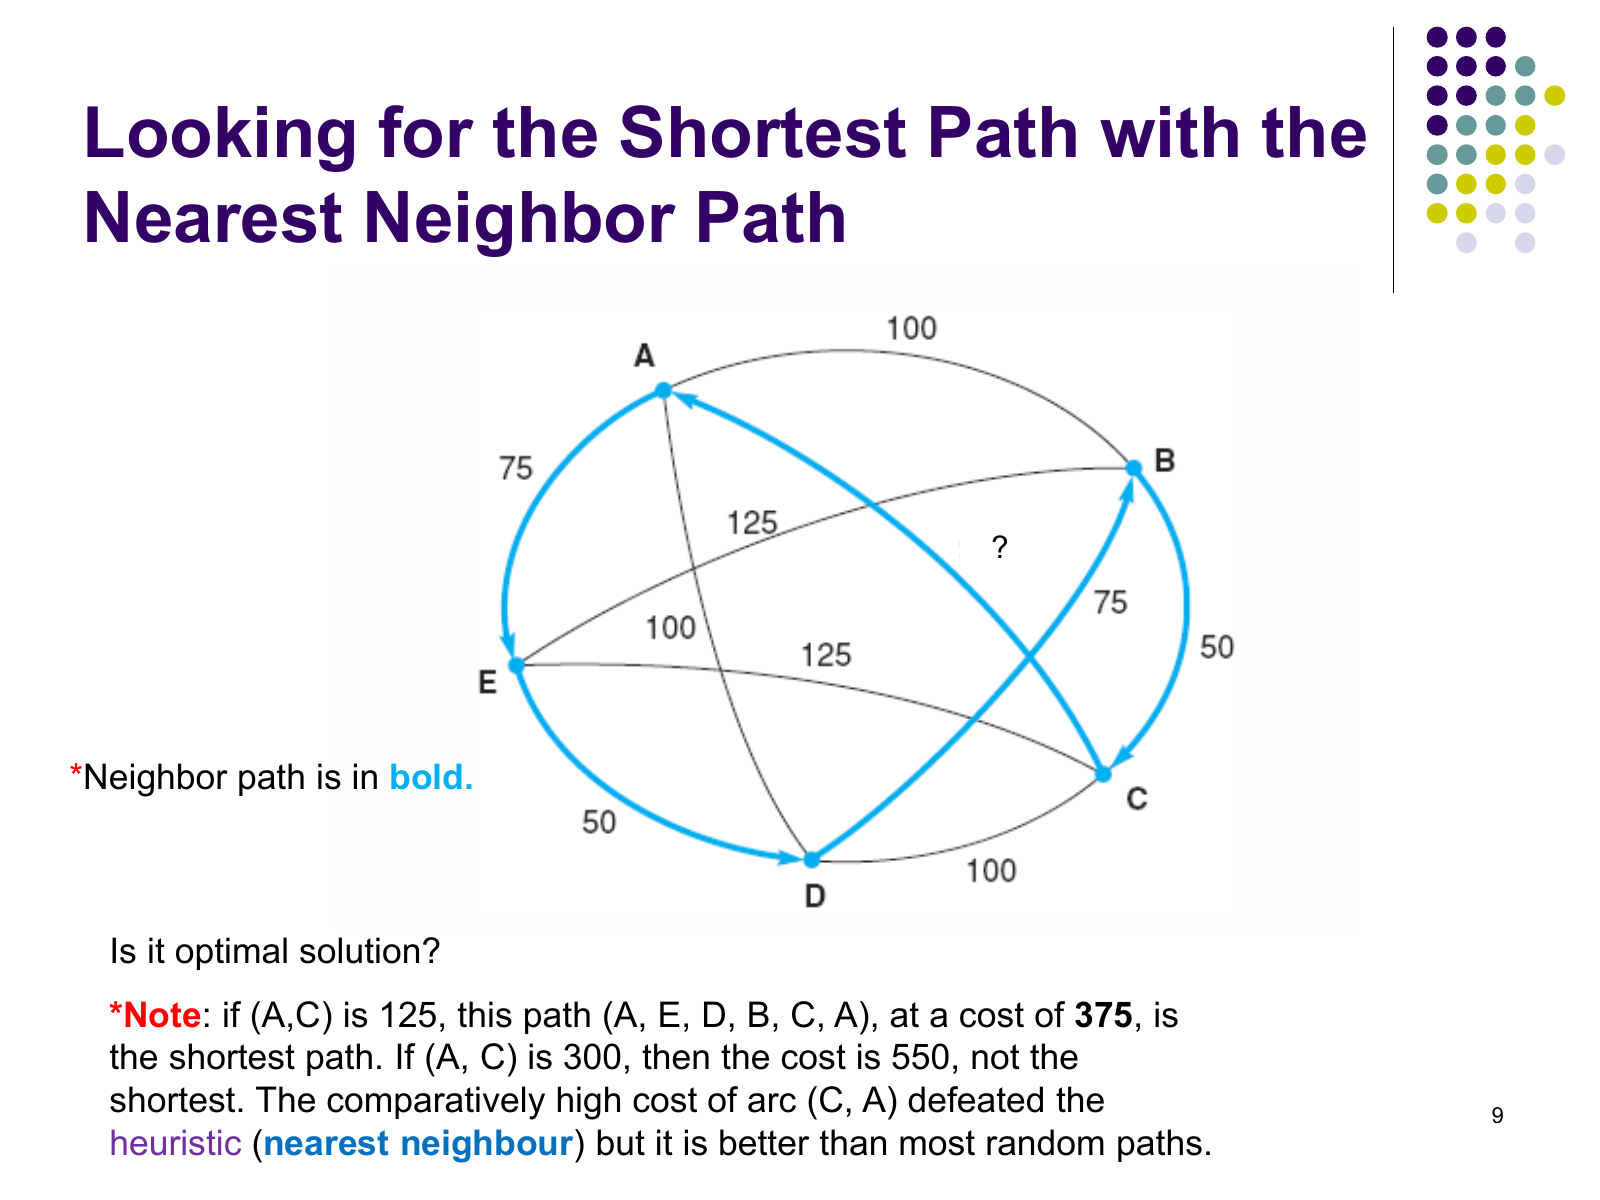 Looking for the Shortest Path with the
Nearest Neighbor Path
100
A
B
75
125
?
75
100
125
50
E
*Neighbor path is in bold.
C
50
100
D
Is it optimal solution?
*Note: if (A,C) is 125, this path (A, E, D, B, C, A), at a cost of 375, is
the shortest path. If (A, C) is 300, then the cost is 550, not the
shortest. The comparatively high cost of arc (C, A) defeated the
heuristic (nearest neighbour) but it is better than most random paths.
9